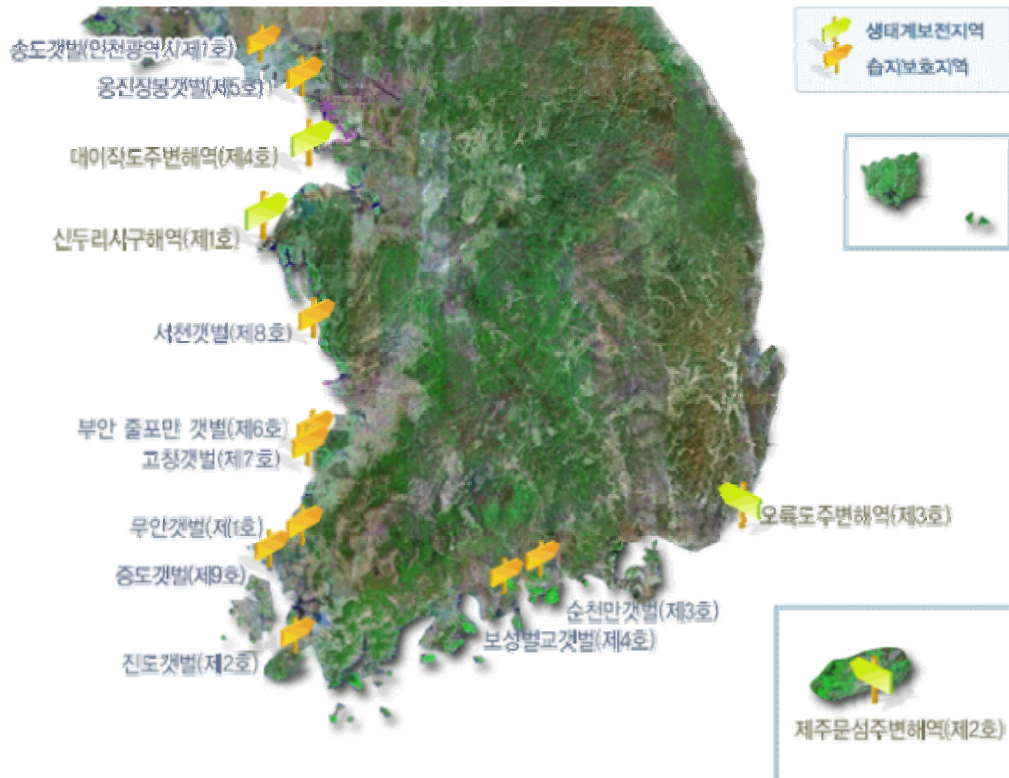 생태계보전지역
습지보호지역
송도갯벌(인천광역시제1호)
옹진장봉갯벌(제5호)
대이작도주변해역(제4호)
신두리사구해역(제1호)
서천갯벌(제8호)
부안 줄포만 갯벌(제6호)
고창갯벌(제7호)
무안갯벌(제1호)
증도갯벌(제9호)
진도갯벌(제2호)
오륙도주변해역(제3호)
순천만갯벌(제3호)
보성벌교갯벌(제4호)
제주문섬주변해역(제2호)